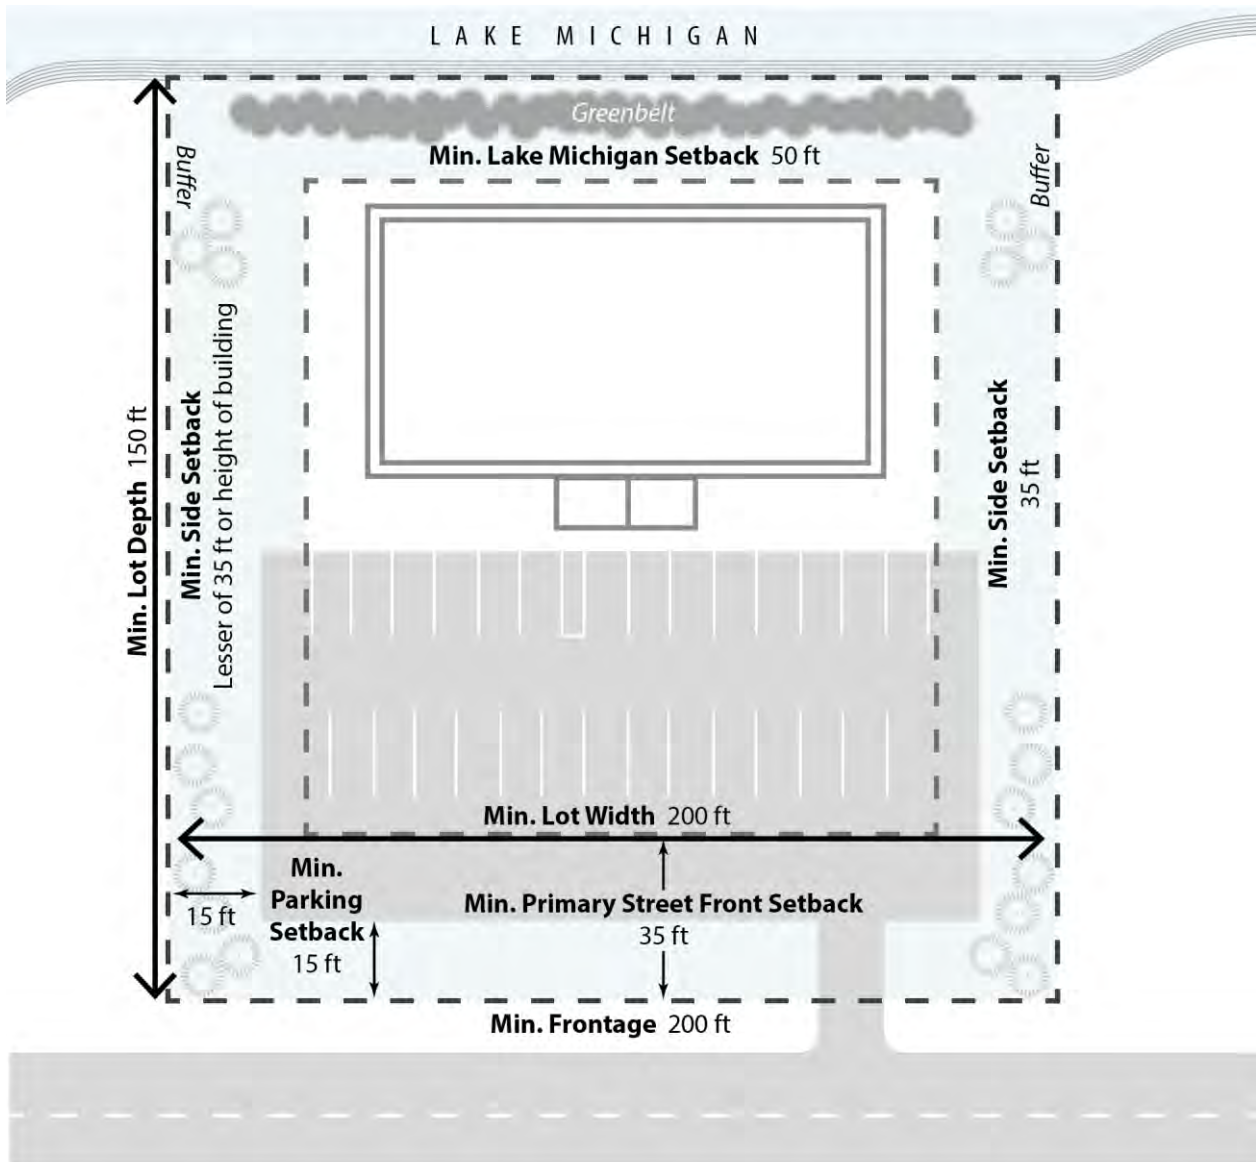 LAKE MICHIGAN
Greenbelt
Min. Lake Michigan Setback 50 ft
Buffer
Buffer
Min. Lot Depth 150 ft
Min. Side Setback
Lesser of 35 ft or height of building
Min. Side Setback
35 ft
Min. Lot Width 200 ft
Min.
Parking
Setback
15 ft
15 ft
Min. Primary Street Front Setback
35 ft
Min. Frontage 200 ft